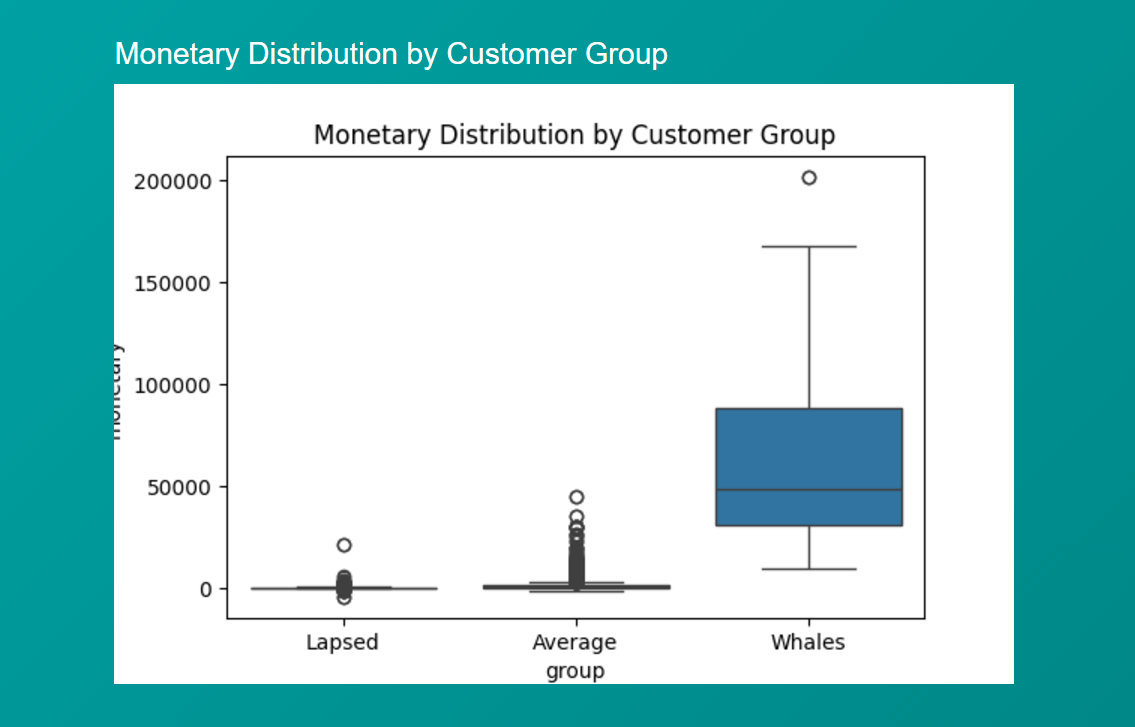 Monetary Distribution by Customer Group
Monetary Distribution by Customer Group
200000
150000
100000
50000
0
monetary
Lapsed Average Whales
group